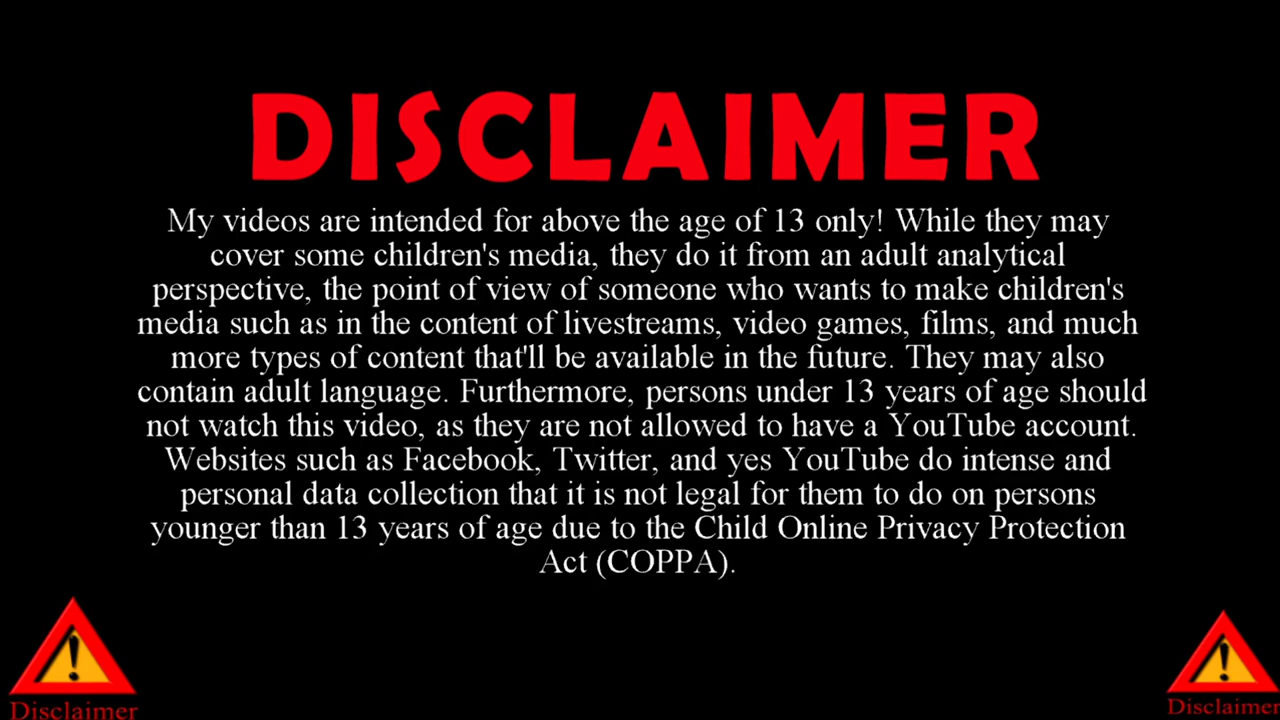 DISCLAIMER
My videos are intended for above the age of 13 only! While they may
cover some children's media, they do it from an adult analytical
perspective, the point of view of someone who wants to make children's
media such as in the content of livestreams, video games, films, and much
more types of content that'll be available in the future. They may also
contain adult language. Furthermore, persons under 13 years of age should
not watch this video, as they are not allowed to have a YouTube account.
Websites such as Facebook, Twitter, and yes YouTube do intense and
personal data collection that it is not legal for them to do on persons
younger than 13 years of age due to the Child Online Privacy Protection
Act (COPPA).
!
Disclaimer
!
Disclaimer